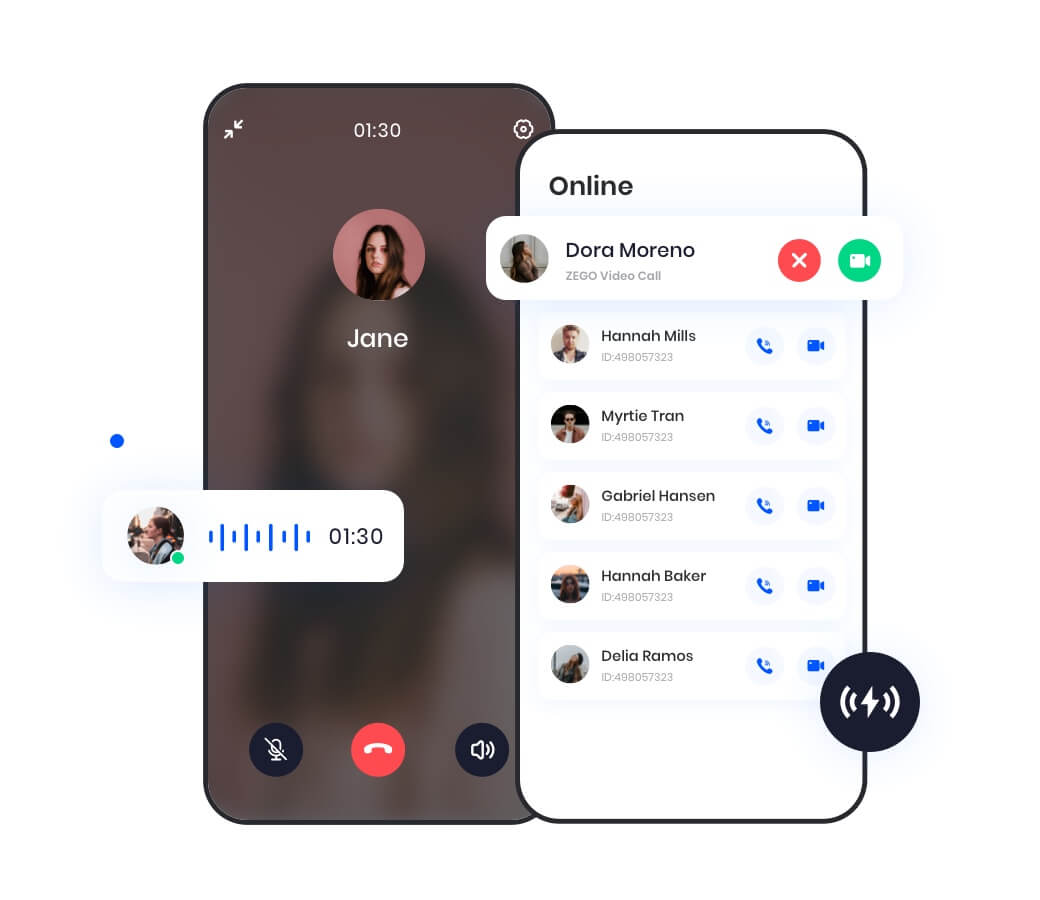 01:30
Jane
01:30
Online
Dora Moreno
ZEGO Video Call
Hannah Mills
ID:498057323
Myrtie Tran
ID:498057323
Gabriel Hansen
ID:498057323
Hannah Baker
ID:498057323
Delia Ramos
ID:498057323